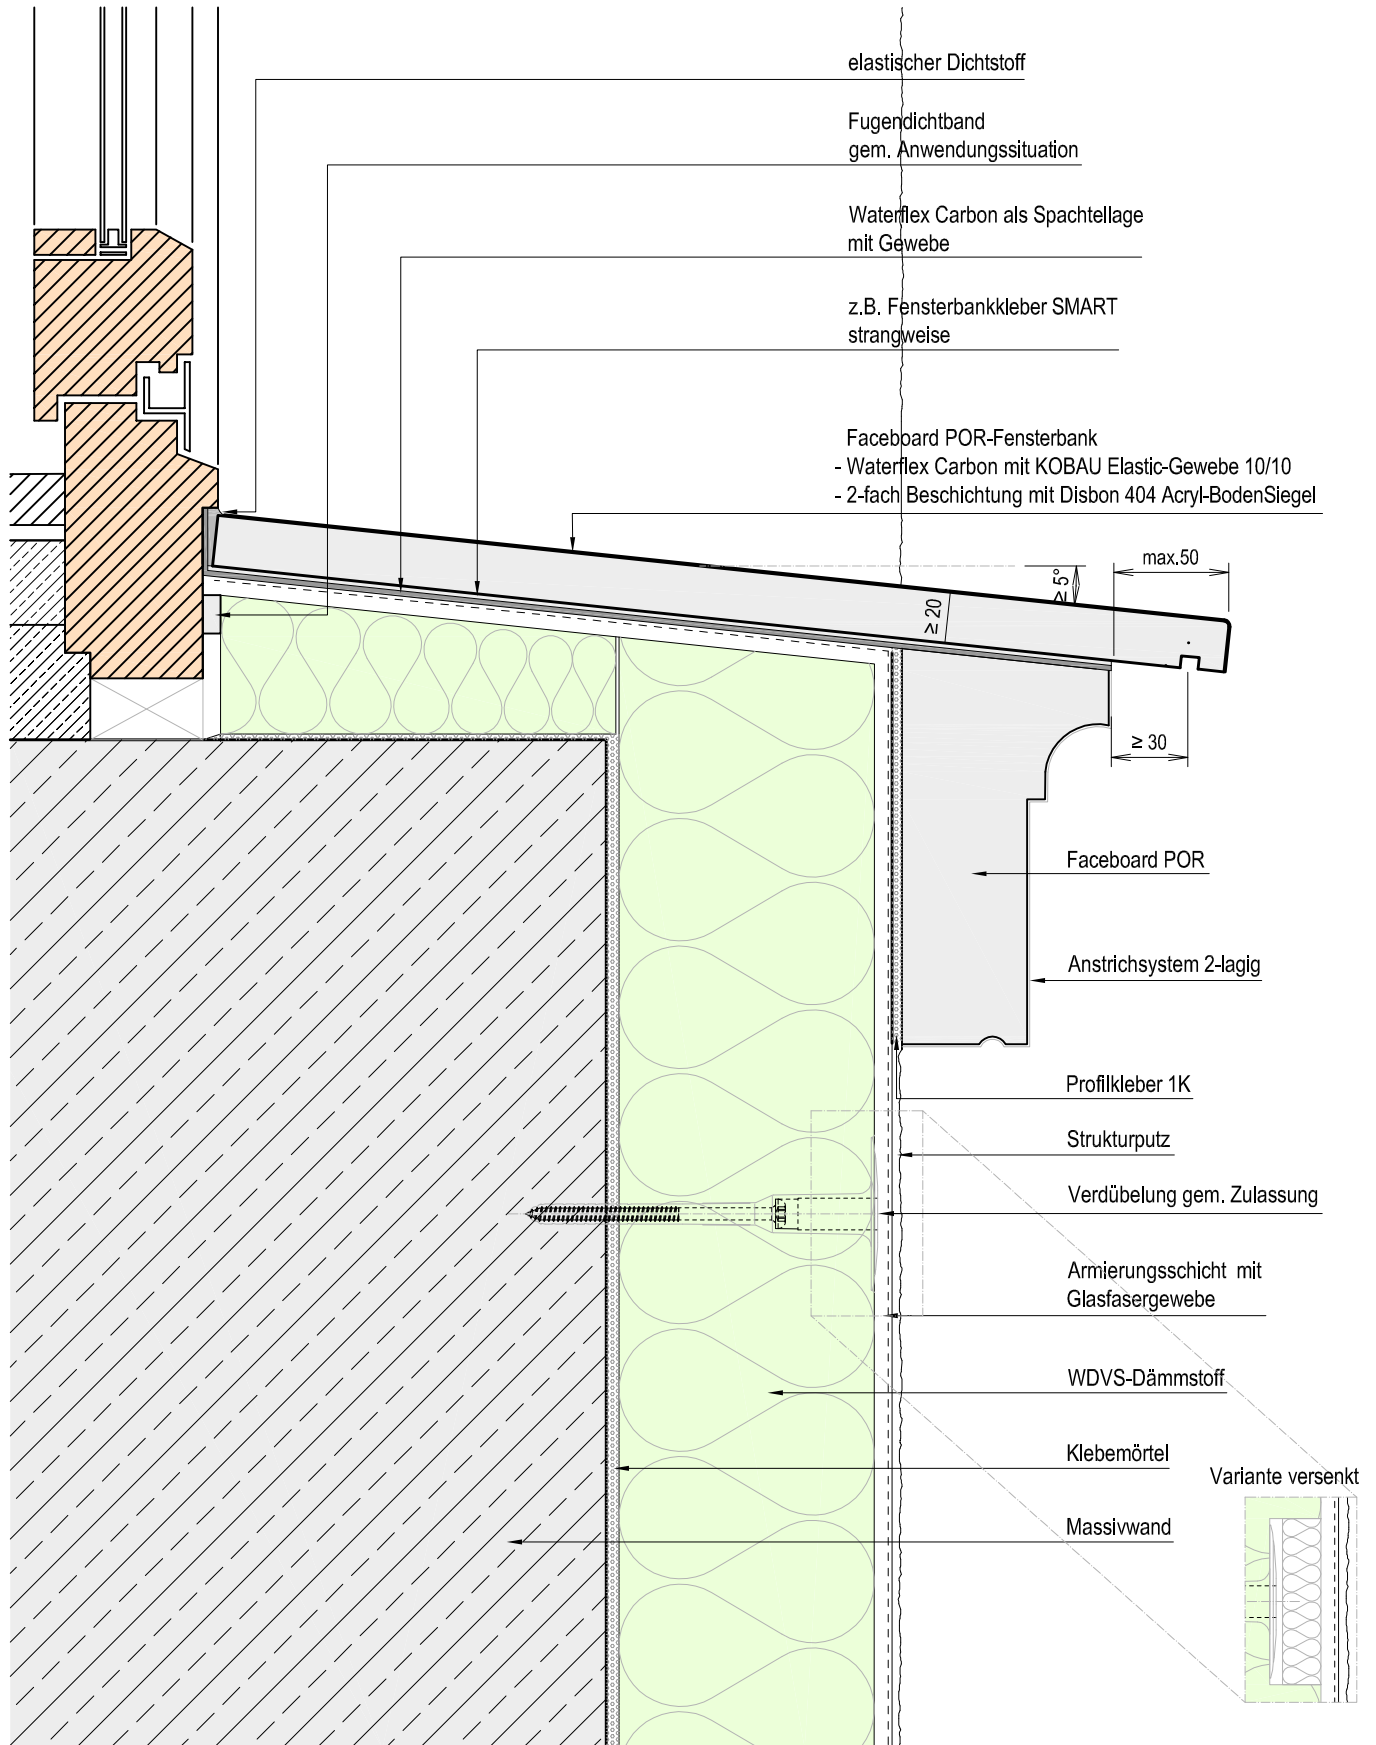 elastischer Dichtstoff
Fugendichtband
gem. Anwendungssituation
Waterflex Carbon als Spachtellage
mit Gewebe
z.B. Fensterbankkleber SMART
strangweise
Faceboard POR-Fensterbank
- Waterflex Carbon mit KOBAU Elastic-Gewebe 10/10
- 2-fach Beschichtung mit Disbon 404 Acryl-BodenSiegel
max.50
≥ 5°
≥ 20
≥ 30
Faceboard POR
Anstrichsystem 2-lagig
Profilkleber 1K
Strukturputz
Verdübelung gem. Zulassung
Armierungsschicht mit
Glasfasergewebe
WDVS-Dämmstoff
Klebemörtel
Variante versenkt
Massivwand